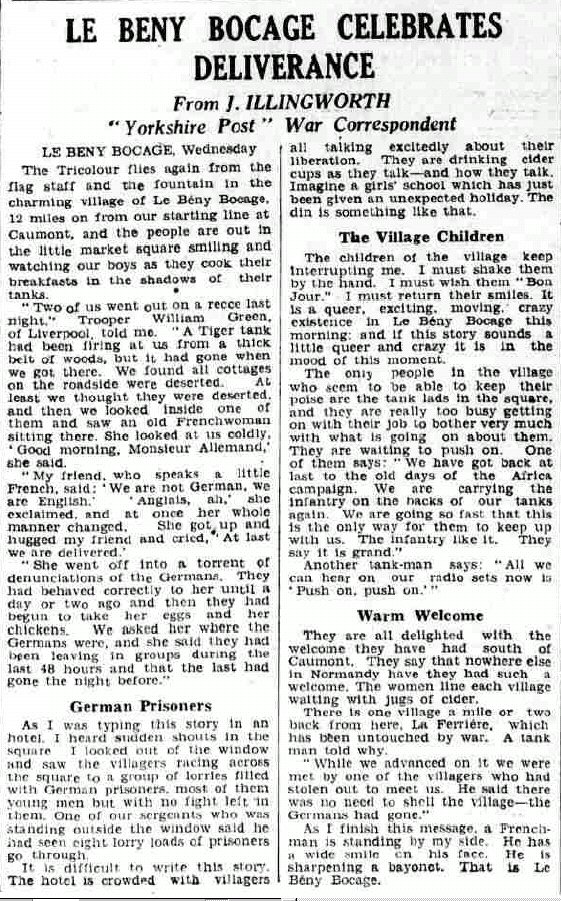 LE BENY BOCAGE CELEBRATES
DELIVERANCE
From J. ILLINGWORTH
"Yorkshire Post" War Correspondent
LE BENY BOCAGE, Wednesday
The Tricolour flies again from the
flag staff and the fountain in the
charming village of Le Bény Bocage,
12 miles on from our starting line at
Caumont, and the people are out in
the little market square smiling and
watching our boys as they cook their
breakfasts in the shadows of their
tanks.
"Two of us went out on a recce last
night," Trooper William Green,
of Liverpool, told me. "A Tiger tank
had been firing at us from a thick
belt of woods, but it had gone when
we got there. We found all cottages
on the roadside were deserted. At
least we thought they were deserted,
and then we looked inside one of
them and saw an old Frenchwoman
sitting there. She looked at us coldly,
'Good morning, Monsieur Allemand,'
she said.
"My friend, who speaks a little
French, said: 'We are not German, we
are English.' 'Anglais, ah,' she
exclaimed, and at once her whole
manner changed. She got up and
hugged my friend and cried, 'At last
we are delivered.'
"She went off into a torrent of
denunciations of the Germans. They
had behaved correctly to her until a
day or two ago and then they had
begun to take her eggs and her
chickens. We asked her where the
Germans were, and she said they had
been leaving in groups during the
last 48 hours and that the last had
gone the night before."
German Prisoners
As I was typing this story in an
hotel, I heard sudden shouts in the
square I looked out of the window
and saw the villagers racing across
the square to a group of lorries filled
with German prisoners, most of them
young men but with no fight left in
them. One of our sergeants who was
standing outside the window said he
had seen eight lorry loads of prisoners
go through.
It is difficult to write this story.
The hotel is crowded with villagers
all talking excitedly about their
liberation. They are drinking cider
cups as they talk—and how they talk.
Imagine a girls' school which has just
been given an unexpected holiday. The
din is something like that.
The Village Children
The children of the village keep
interrupting me. I must shake them
by the hand. I must wish them "Bon
Jour." I must return their smiles. It
is a queer, exciting, moving, crazy
existence in Le Bény Bocage this
morning; and if this story sounds a
little queer and crazy it is in the
mood of this moment.
The only people in the village
who seem to be able to keep their
poise are the tank lads in the square,
and they are really too busy getting
on with their job to bother very much
with what is going on about them.
They are waiting to push on. One
of them says: "We have got back at
last to the old days of the Africa
campaign. We are carrying the
infantry on the backs of our tanks
again. We are going so fast that this
is the only way for them to keep up
with us. The infantry like it. They
say it is grand."
Another tank-man says: "All we
can hear on our radio sets now is
'Push on, push on.'"
Warm Welcome
They are all delighted with the
welcome they have had south of
Caumont. They say that nowhere else
in Normandy have they had such a
welcome. The women line each village
waiting with jugs of cider.
There is one village a mile or two
back from here, La Ferrière, which
has been untouched by war. A tank
man told why.
"While we advanced on it we were
met by one of the villagers who had
stolen out to meet us. He said there
was no need to shell the village—the
Germans had gone."
As I finish this message, a French-
man is standing by my side. He has
a wide smile on his face. He is
sharpening a bayonet. That is Le
Bény Bocage.